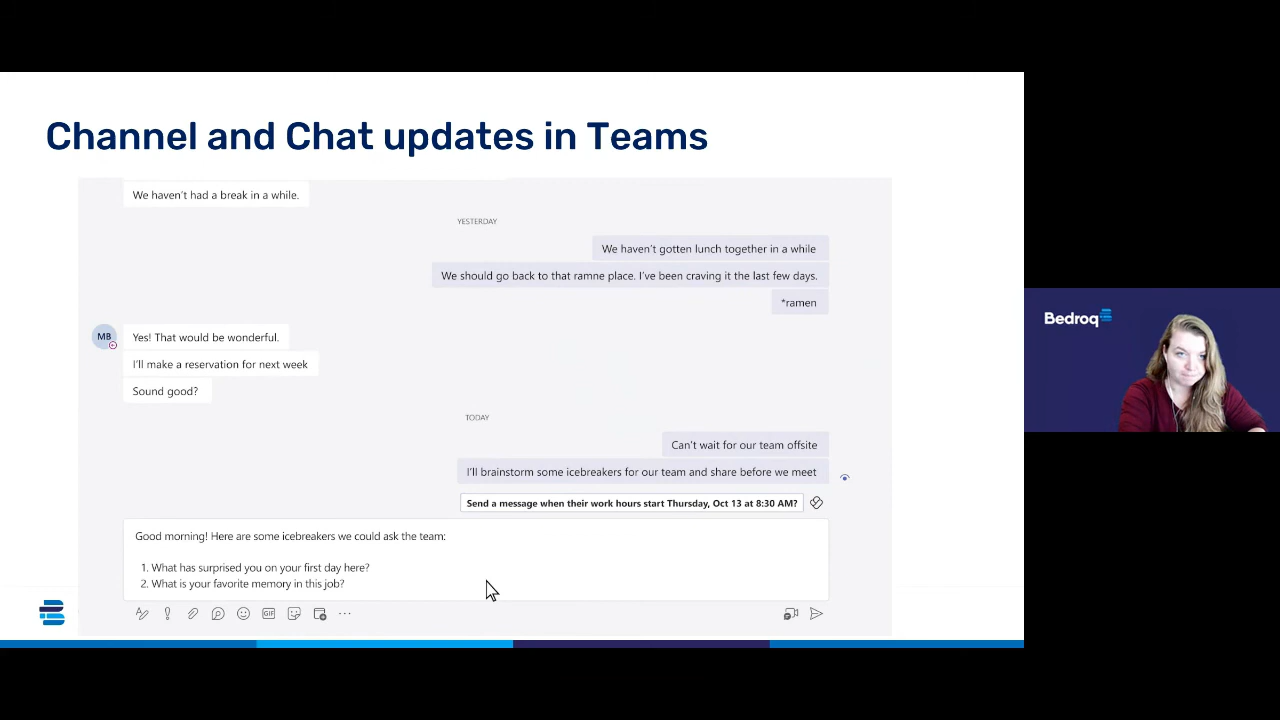 Channel and Chat updates in Teams
We haven't had a break in a while.
YESTERDAY
We haven't gotten lunch together in a while
We should go back to that ramne place. I've been craving it the last few days.
*ramen
MB
Yes! That would be wonderful.
I'll make a reservation for next week
Sound good?
TODAY
Can't wait for our team offsite
I'll brainstorm some icebreakers for our team and share before we meet
Send a message when their work hours start Thursday, Oct 13 at 8:30 AM?
Good morning! Here are some icebreakers we could ask the team:
1. What has surprised you on your first day here?
2. What is your favorite memory in this job?
GIF
Bedroq